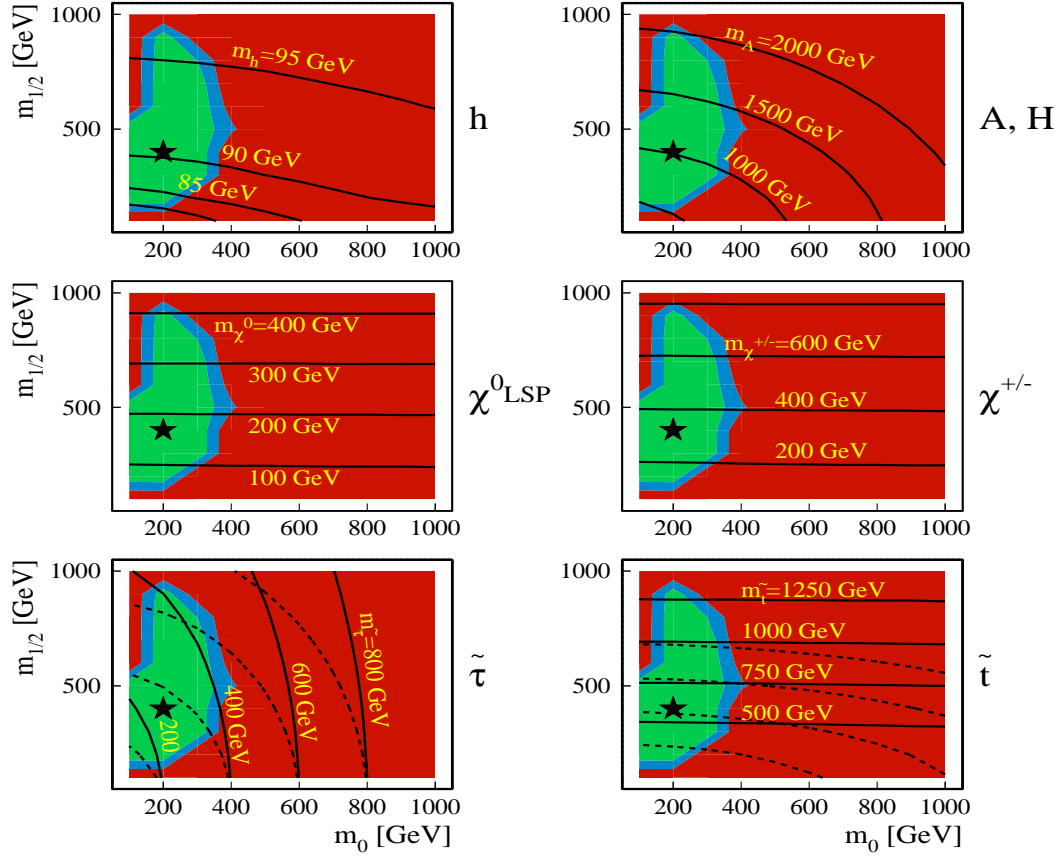 1000
500
m1/2 [GeV]
mh=95 GeV
90 GeV
85 GeV
200 400 600 800 1000
h
1000
500
mA=2000
1500 GeV
1000 GeV
200 400 600 800 1000
A, H
1000
500
m1/2 [GeV]
mχ0=400 GeV
300 GeV
200 GeV
100 GeV
200 400 600 800 1000
χ0LSP
1000
500
mχ+/-=600 GeV
400 GeV
200 GeV
200 400 600 800 1000
χ+/-
1000
500
m1/2 [GeV]
200
400 GeV
600 GeV
mτ̃=800 GeV
200 400 600 800 1000
m0 [GeV]
τ̃
1000
500
mt̃=1250 GeV
1000 GeV
750 GeV
500 GeV
200 400 600 800 1000
m0 [GeV]
t̃